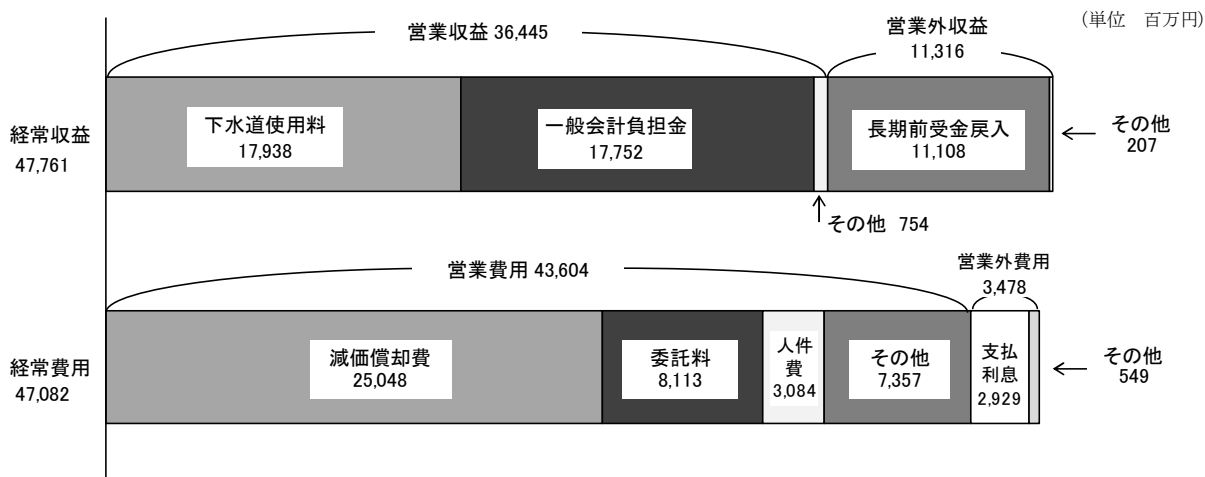 (単位　百万円)
営業収益 36,445
営業外収益
11,316
経常収益
47,761
下水道使用料
17,938
一般会計負担金
17,752
長期前受金戻入
11,108
その他
207
その他 754
営業費用 43,604
営業外費用
3,478
経常費用
47,082
減価償却費
25,048
委託料
8,113
人件
費
3,084
その他
7,357
支払
利息
2,929
その他
549